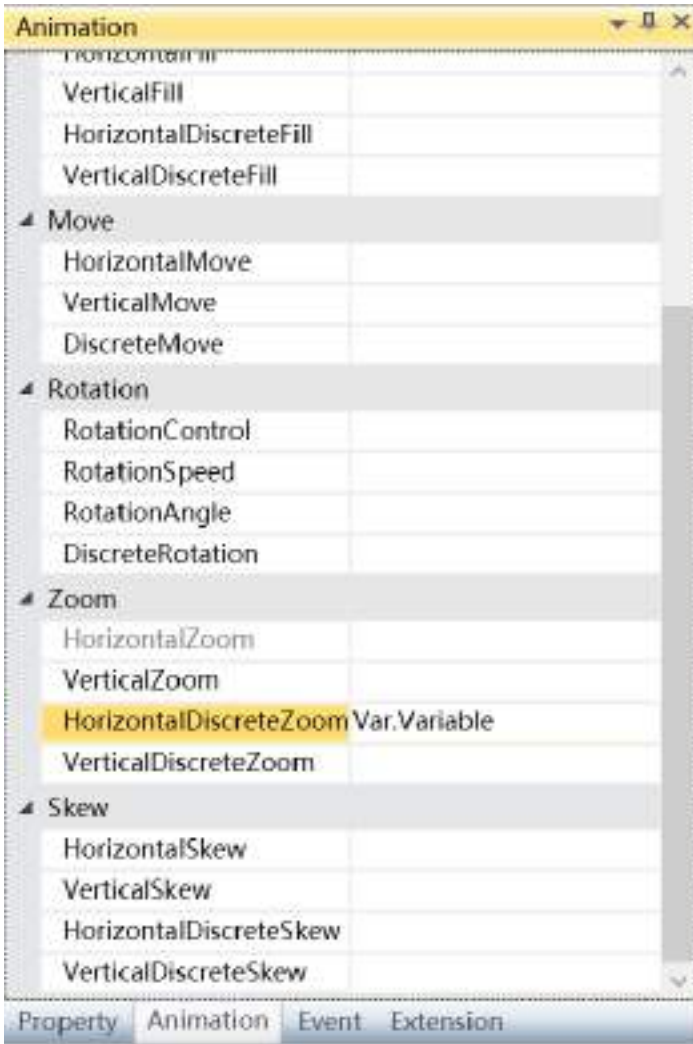 Animation
HorizontalFill
VerticalFill
HorizontalDiscreteFill
VerticalDiscreteFill
Move
HorizontalMove
VerticalMove
DiscreteMove
Rotation
RotationControl
RotationSpeed
RotationAngle
DiscreteRotation
Zoom
HorizontalZoom
VerticalZoom
HorizontalDiscreteZoom Var.Variable
VerticalDiscreteZoom
Skew
HorizontalSkew
VerticalSkew
HorizontalDiscreteSkew
VerticalDiscreteSkew
Property Animation Event Extension